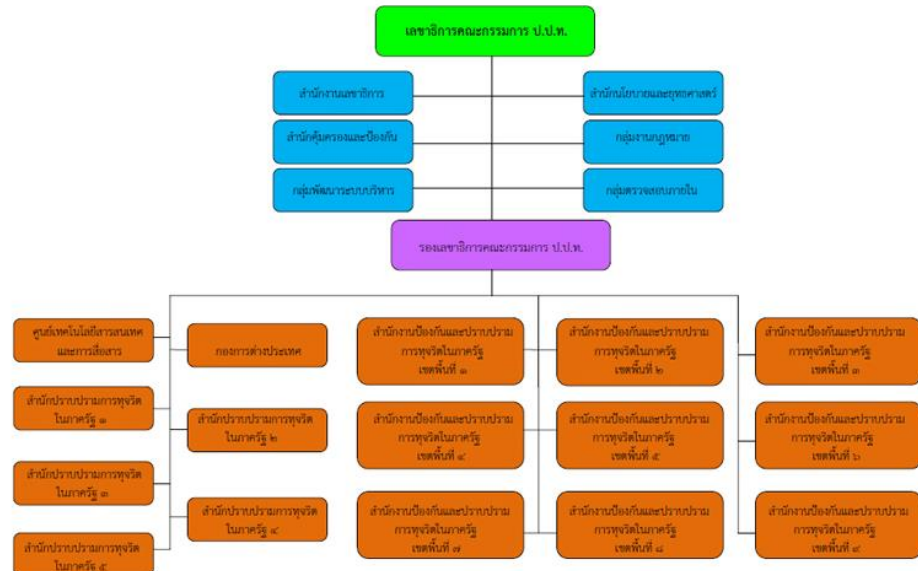 เลขาธิการคณะกรรมการ ป.ป.ท.
สำนักงานเลขาธิการ
สำนักนโยบายและยุทธศาสตร์
สำนักคุ้มครองและป้องกัน
กลุ่มงานกฎหมาย
กลุ่มพัฒนาระบบบริหาร
กลุ่มตรวจสอบภายใน
รองเลขาธิการคณะกรรมการ ป.ป.ท.
ศูนย์เทคโนโลยีสารสนเทศ
และการสื่อสาร
กองการต่างประเทศ
สำนักปราบปรามการทุจริต
ในภาครัฐ ๑
สำนักปราบปรามการทุจริต
ในภาครัฐ ๒
สำนักปราบปรามการทุจริต
ในภาครัฐ ๓
สำนักปราบปรามการทุจริต
ในภาครัฐ ๔
สำนักปราบปรามการทุจริต
ในภาครัฐ ๕
สำนักงานป้องกันและปราบปราม
การทุจริตในภาครัฐ
เขตพื้นที่ ๑
สำนักงานป้องกันและปราบปราม
การทุจริตในภาครัฐ
เขตพื้นที่ ๒
สำนักงานป้องกันและปราบปราม
การทุจริตในภาครัฐ
เขตพื้นที่ ๓
สำนักงานป้องกันและปราบปราม
การทุจริตในภาครัฐ
เขตพื้นที่ ๔
สำนักงานป้องกันและปราบปราม
การทุจริตในภาครัฐ
เขตพื้นที่ ๕
สำนักงานป้องกันและปราบปราม
การทุจริตในภาครัฐ
เขตพื้นที่ ๖
สำนักงานป้องกันและปราบปราม
การทุจริตในภาครัฐ
เขตพื้นที่ ๗
สำนักงานป้องกันและปราบปราม
การทุจริตในภาครัฐ
เขตพื้นที่ ๘
สำนักงานป้องกันและปราบปราม
การทุจริตในภาครัฐ
เขตพื้นที่ ๙